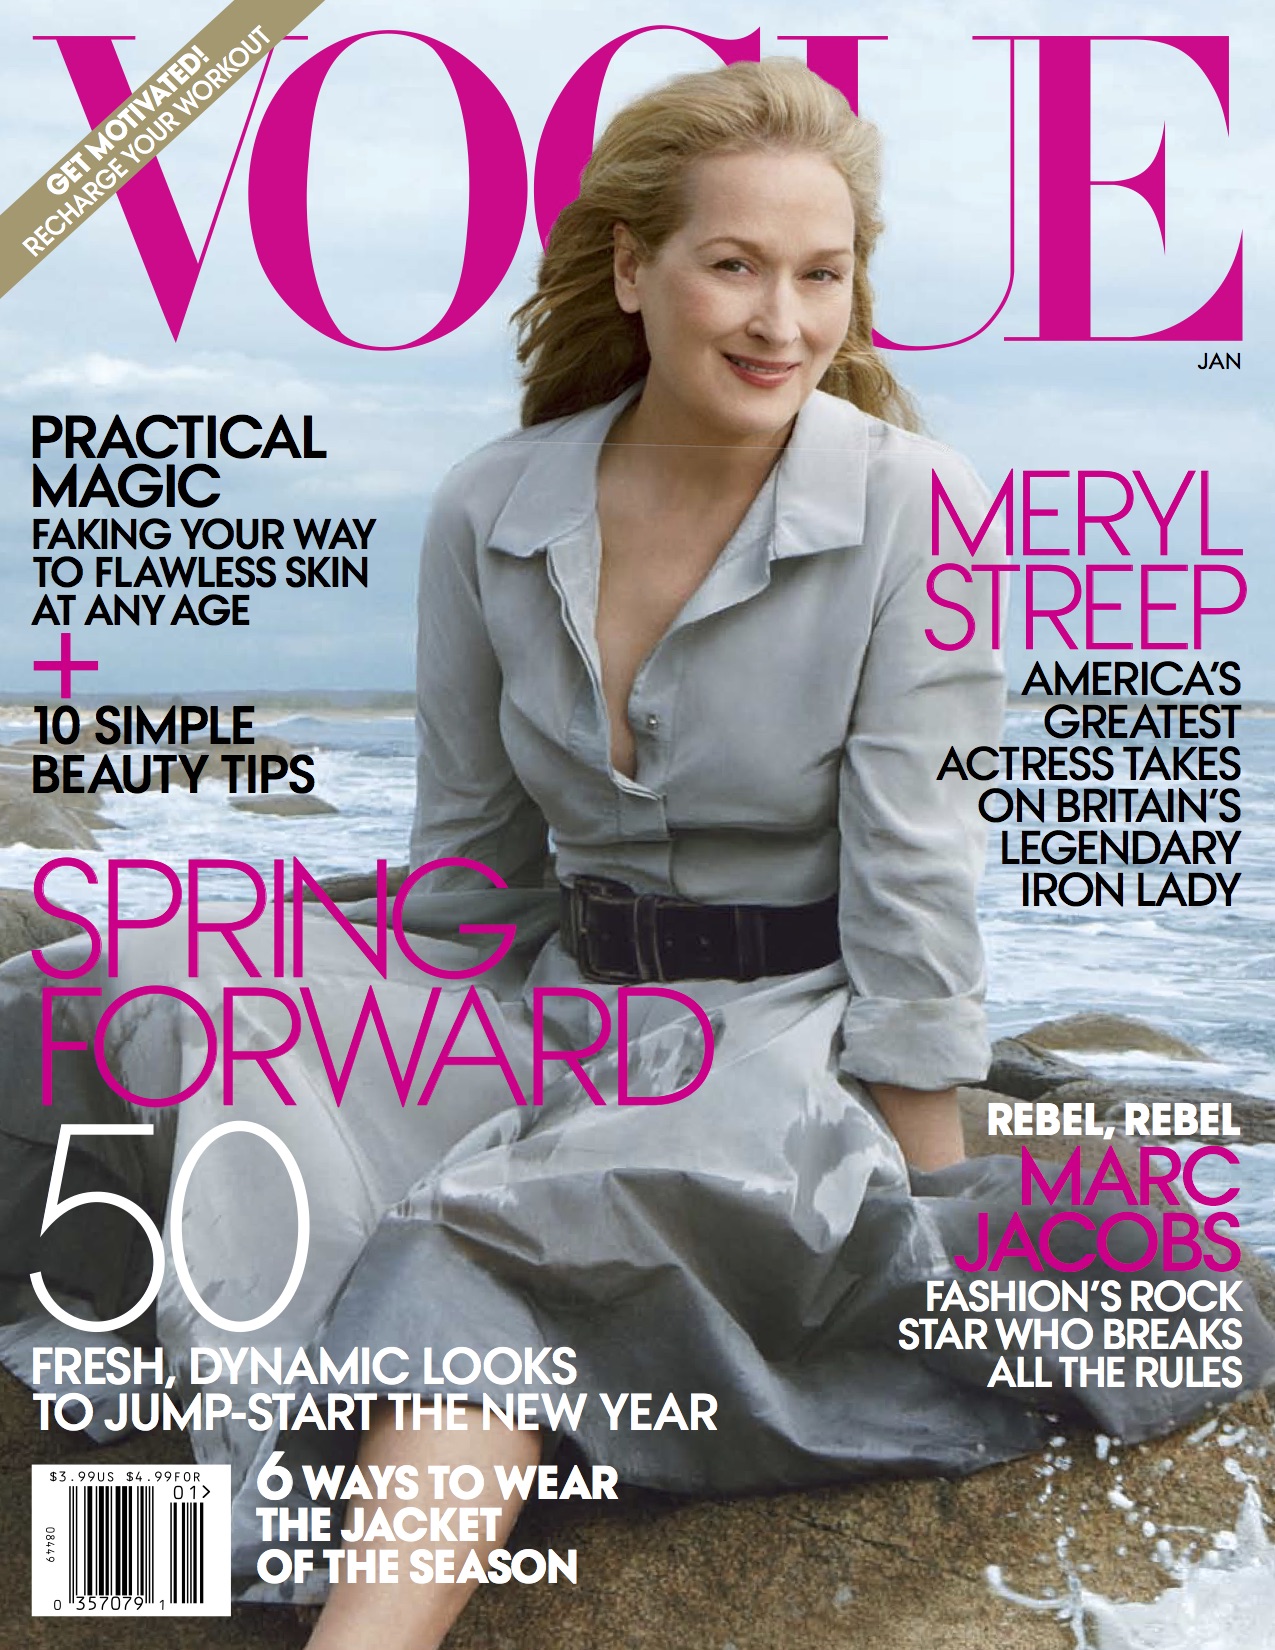 GET MOTIVATED!
RECHARGE YOUR WORKOUT
VOGUE
JAN
PRACTICAL
MAGIC
FAKING YOUR WAY
TO FLAWLESS SKIN
AT ANY AGE
+
10 SIMPLE
BEAUTY TIPS
MERYL
STREEP
AMERICA'S
GREATEST
ACTRESS TAKES
ON BRITAIN'S
LEGENDARY
IRON LADY
SPRING
FORWARD
50
FRESH, DYNAMIC LOOKS
TO JUMP-START THE NEW YEAR
6 WAYS TO WEAR
THE JACKET
OF THE SEASON
REBEL, REBEL
MARC
JACOBS
FASHION'S ROCK
STAR WHO BREAKS
ALL THE RULES
$3.99US $4.99FOR
01>
08449
0 357079 1